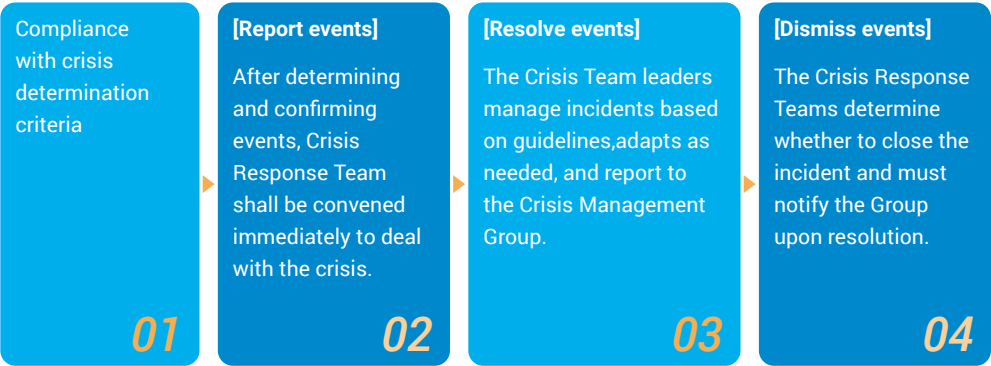 Compliance
with crisis
determination
criteria
01
[Report events]
After determining
and confirming
events, Crisis
Response Team
shall be convened
immediately to deal
with the crisis.
02
[Resolve events]
The Crisis Team leaders
manage incidents based
on guidelines,adapts as
needed, and report to
the Crisis Management
Group.
03
[Dismiss events]
The Crisis Response
Teams determine
whether to close the
incident and must
notify the Group
upon resolution.
04